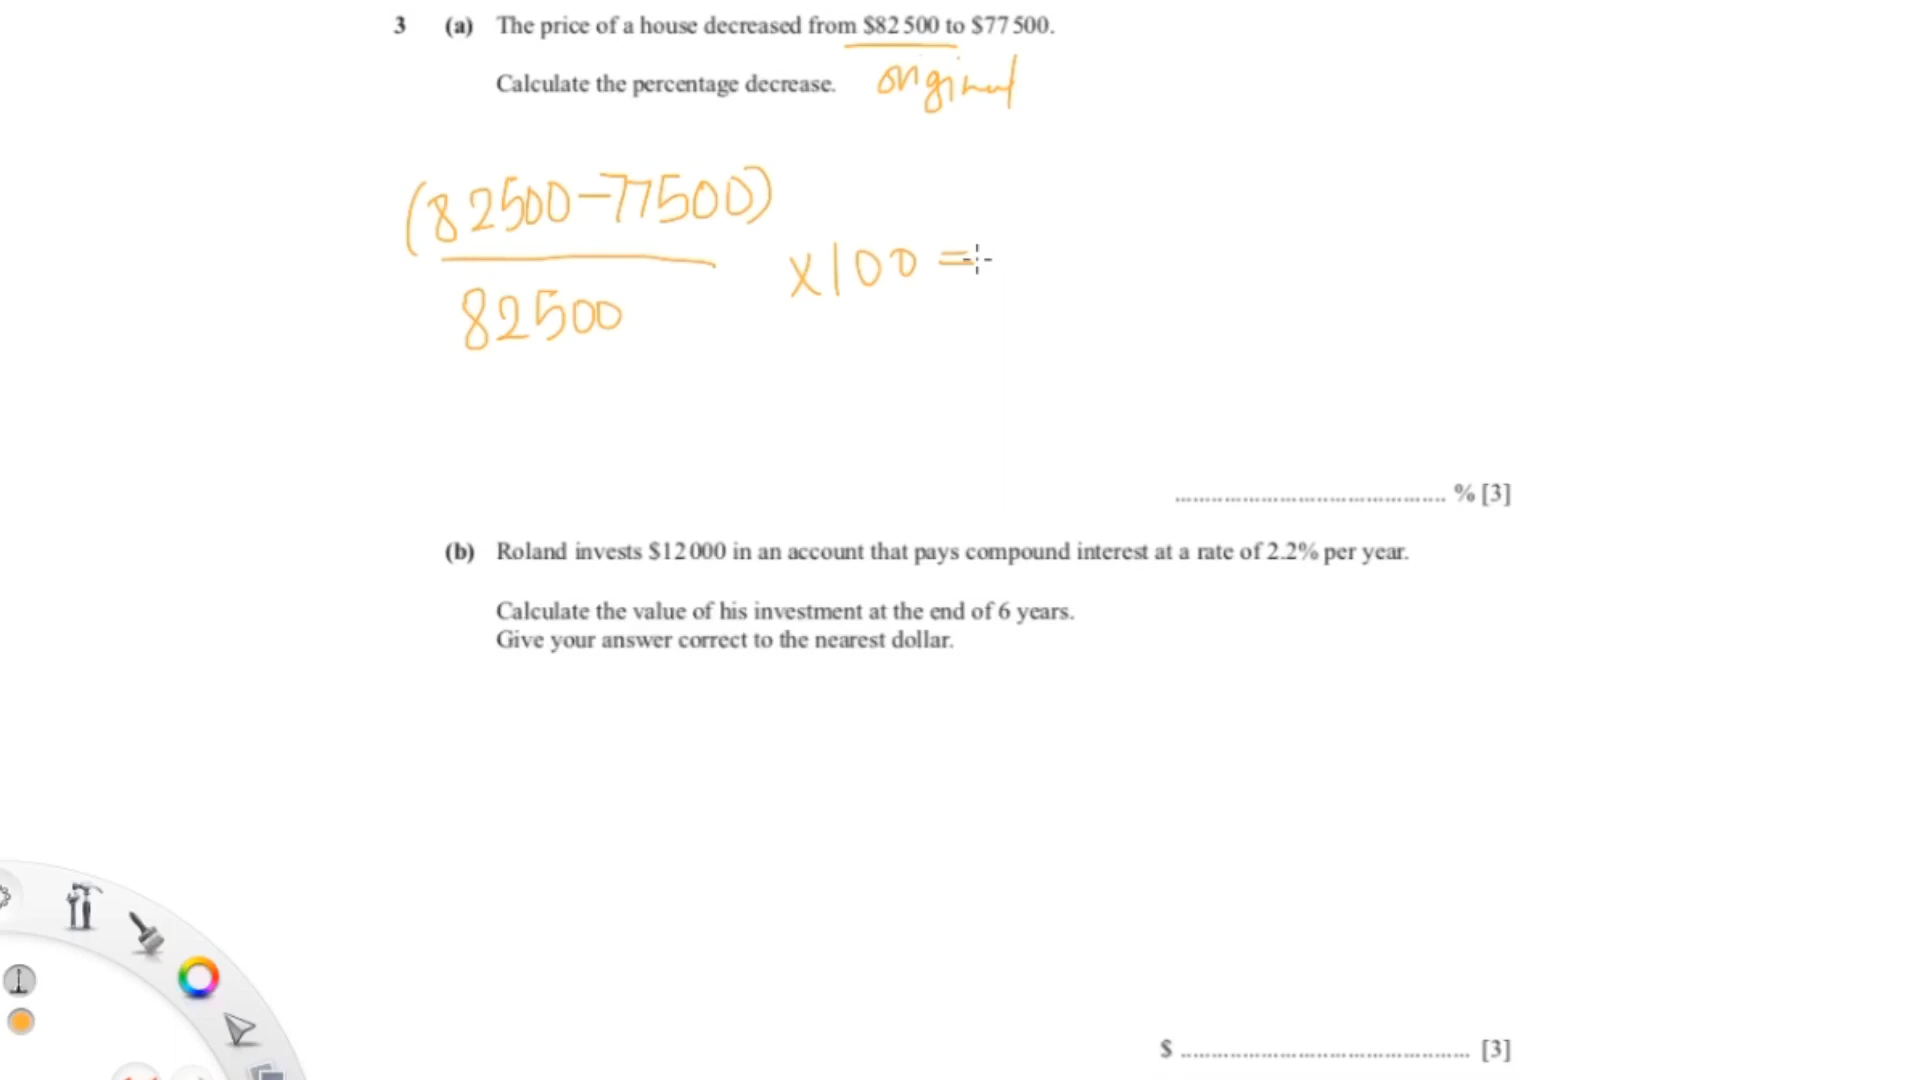 3 (a) The price of a house decreased from $82 500 to $77 500.
Calculate the percentage decrease. original
(82500-77500)
82500
x100 =
........................................ % [3]
(b) Roland invests $12 000 in an account that pays compound interest at a rate of 2.2% per year.
Calculate the value of his investment at the end of 6 years.
Give your answer correct to the nearest dollar.
$ ........................................ [3]